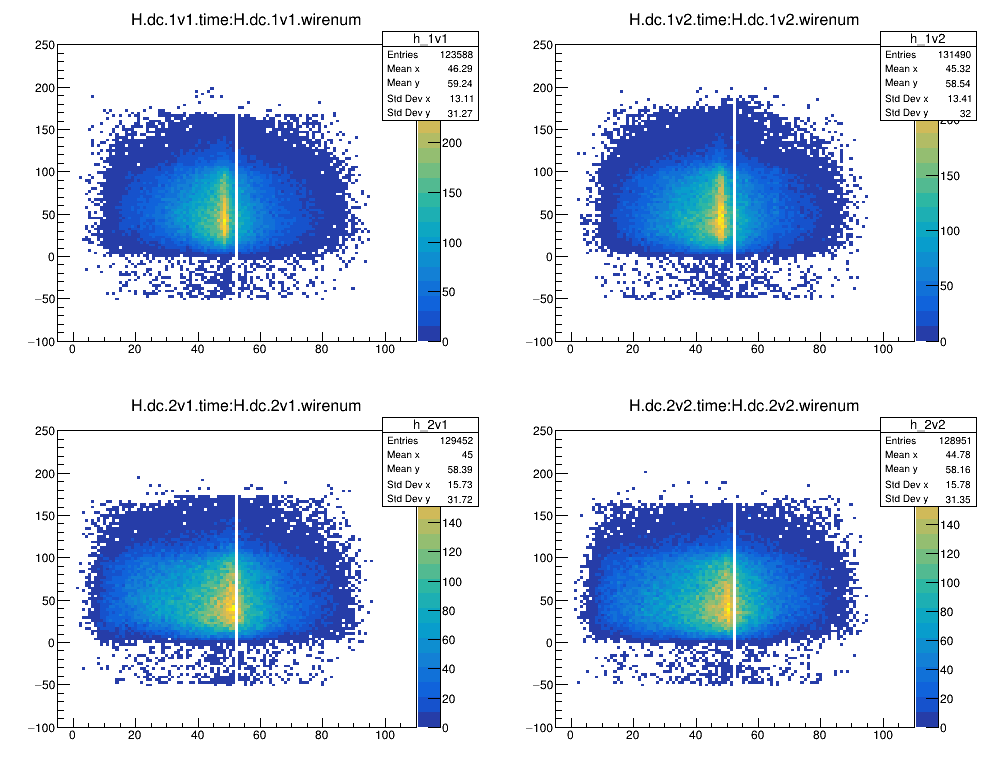 H.dc.1v1.time:H.dc.1v1.wirenum
h_1v1
Entries 123588
Mean x 46.29
Mean y 59.24
Std Dev x 13.11
Std Dev y 31.27
250
200
150
100
50
0
−50
−100
0 20 40 60 80 100
200
150
100
50
0
H.dc.1v2.time:H.dc.1v2.wirenum
h_1v2
Entries 131490
Mean x 45.32
Mean y 58.54
Std Dev x 13.41
Std Dev y 32
250
200
150
100
50
0
−50
−100
0 20 40 60 80 100
200
150
100
50
0
H.dc.2v1.time:H.dc.2v1.wirenum
h_2v1
Entries 129452
Mean x 45
Mean y 58.39
Std Dev x 15.73
Std Dev y 31.72
250
200
150
100
50
0
−50
−100
0 20 40 60 80 100
140
120
100
80
60
40
20
0
H.dc.2v2.time:H.dc.2v2.wirenum
h_2v2
Entries 128951
Mean x 44.78
Mean y 58.16
Std Dev x 15.78
Std Dev y 31.35
250
200
150
100
50
0
−50
−100
0 20 40 60 80 100
140
120
100
80
60
40
20
0